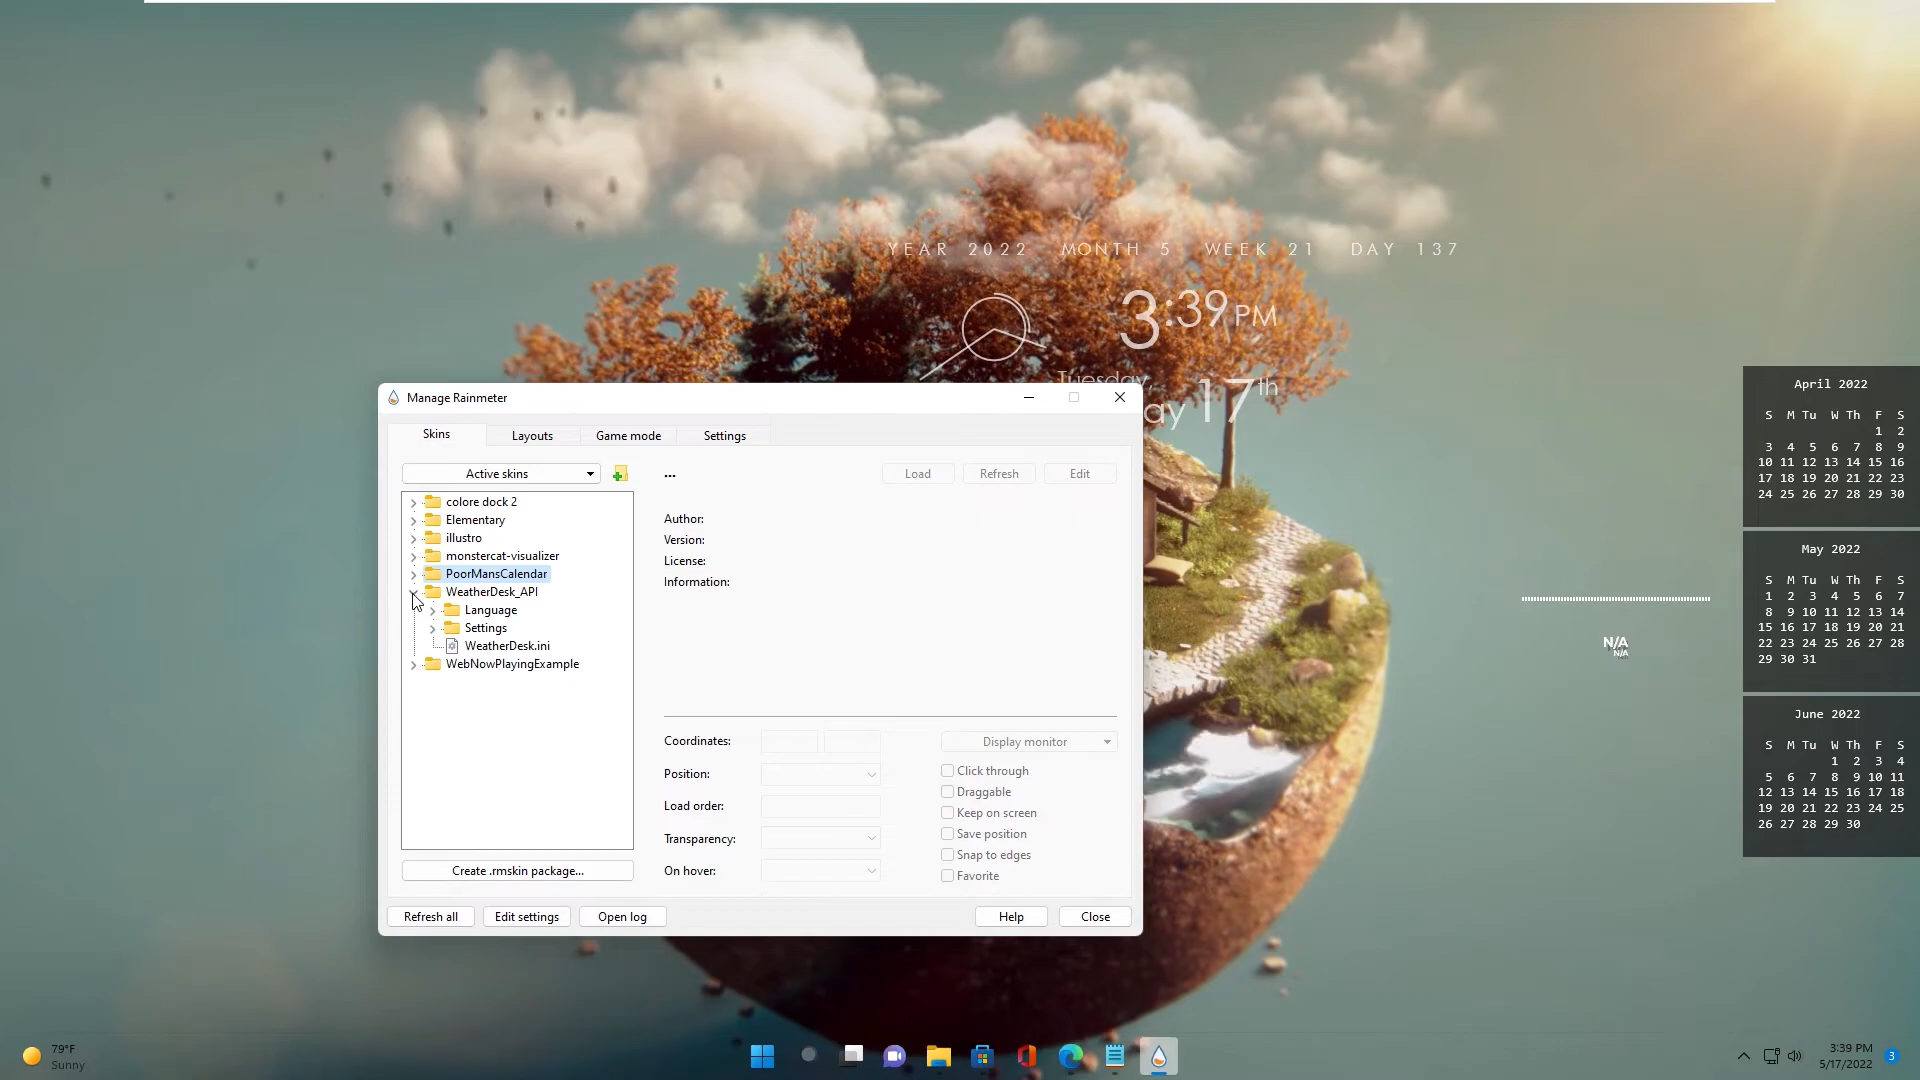 YEAR 2022 MONTH 5 WEEK 21 DAY 137
3:39 PM
Tuesday,
ay 17th
Manage Rainmeter
Skins
Layouts
Game mode
Settings
Active skins
...
Load
Refresh
Edit
colore dock 2
Elementary
illustro
monstercat-visualizer
PoorMansCalendar
WeatherDesk_API
Language
Settings
WeatherDesk.ini
WebNowPlayingExample
Author:
Version:
License:
Information:
Coordinates:
Position:
Load order:
Transparency:
On hover:
Display monitor
Click through
Draggable
Keep on screen
Save position
Snap to edges
Favorite
Create .rmskin package...
Refresh all
Edit settings
Open log
Help
Close
N/A
N/A
April 2022
S M Tu W Th F S
1 2
3 4 5 6 7 8 9
10 11 12 13 14 15 16
17 18 19 20 21 22 23
24 25 26 27 28 29 30
May 2022
S M Tu W Th F S
1 2 3 4 5 6 7
8 9 10 11 12 13 14
15 16 17 18 19 20 21
22 23 24 25 26 27 28
29 30 31
June 2022
S M Tu W Th F S
1 2 3 4
5 6 7 8 9 10 11
12 13 14 15 16 17 18
19 20 21 22 23 24 25
26 27 28 29 30
79°F
Sunny
3:39 PM
5/17/2022
3